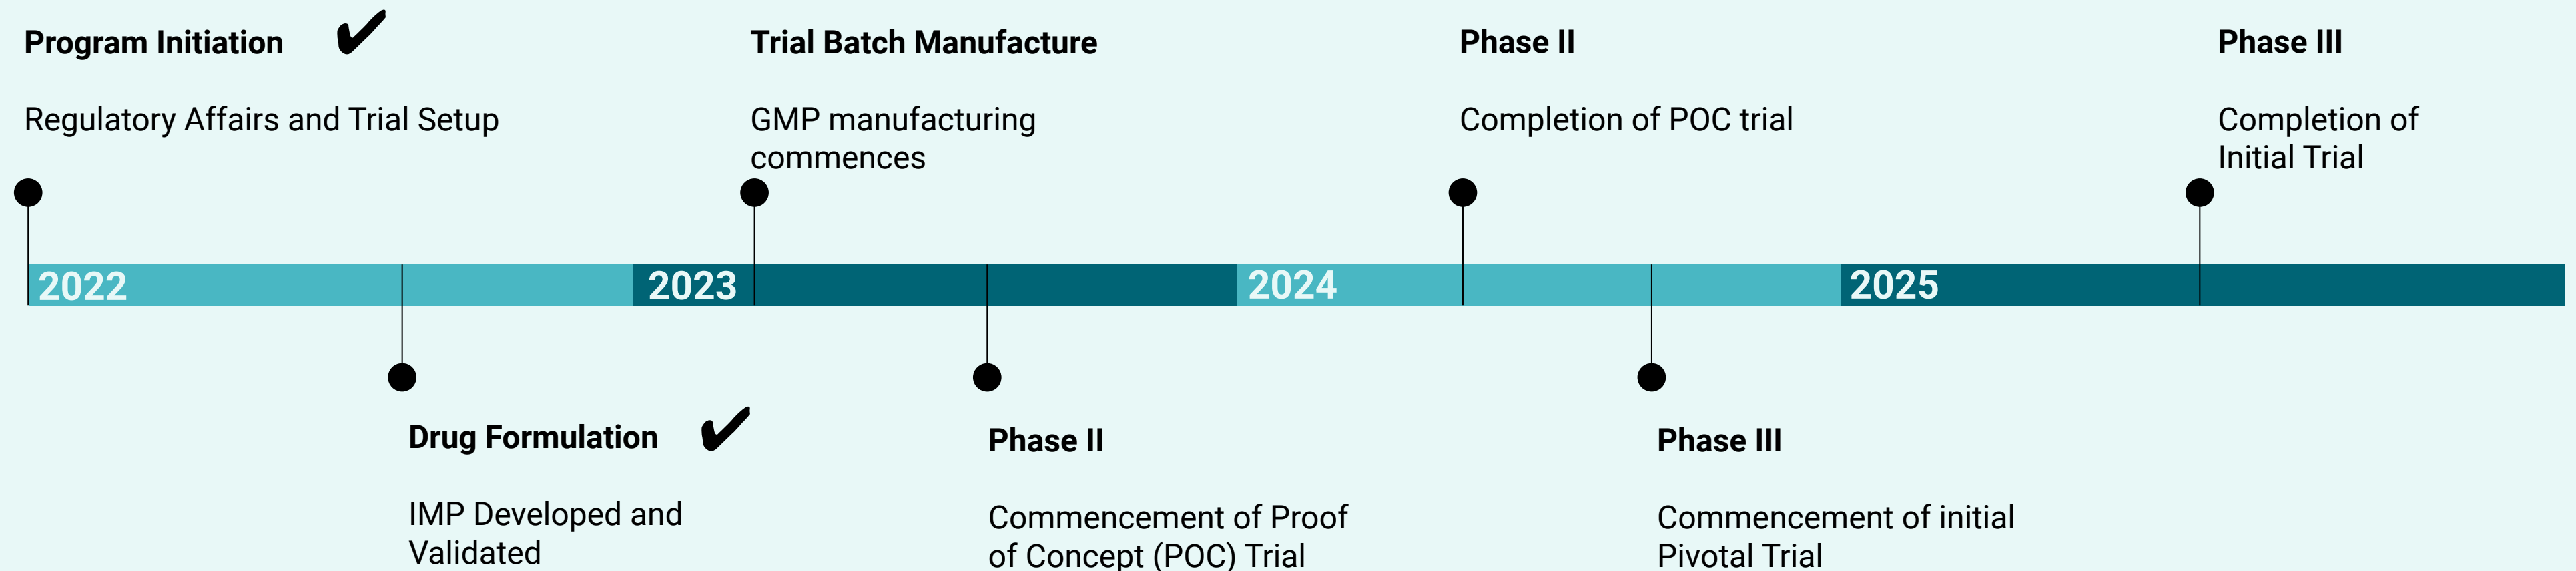 Program Initiation ✔
Regulatory Affairs and Trial Setup
Trial Batch Manufacture
GMP manufacturing
commences
Phase II
Completion of POC trial
Phase III
Completion of
Initial Trial
2022
2023
2024
2025
Drug Formulation ✔
IMP Developed and
Validated
Phase II
Commencement of Proof
of Concept (POC) Trial
Phase III
Commencement of initial
Pivotal Trial